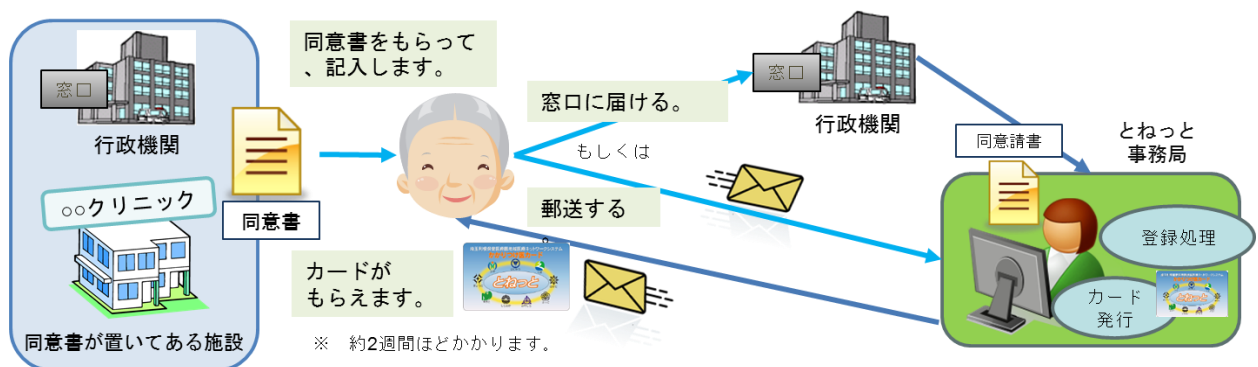 窓口
行政機関
○○クリニック
同意書が置いてある施設
同意書
同意書をもらって
、記入します。
窓口に届ける。
もしくは
郵送する
窓口
行政機関
同意請書
とねっと
事務局
登録処理
カード
発行
カードが
もらえます。
とねっと
※　約2週間ほどかかります。